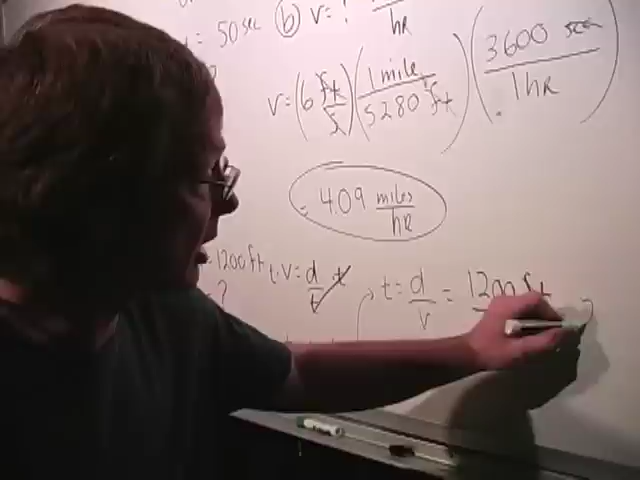 = 50 sec (b) v = ? /hr
v = (6 ft/s)(1 mile/5280 ft)(3600 sec/1 hr)
= 4.09 miles/hr
= 1200 ft t·v = d/t t t = d/v = 1200 ft
?